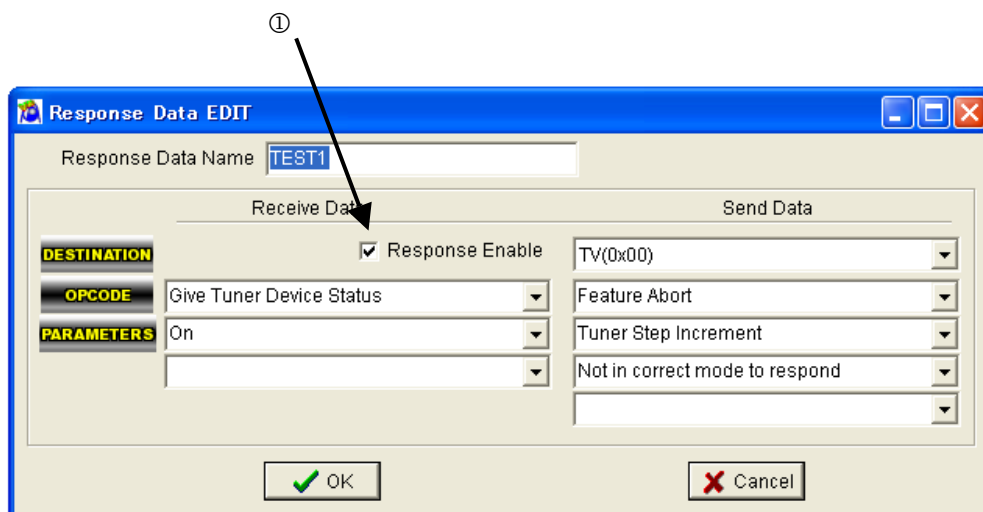 ①
Response Data EDIT
Response Data Name TEST1
Receive Data Send Data
DESTINATION Response Enable TV(0x00)
OPCODE Give Tuner Device Status Feature Abort
PARAMETERS On Tuner Step Increment
Not in correct mode to respond
OK Cancel